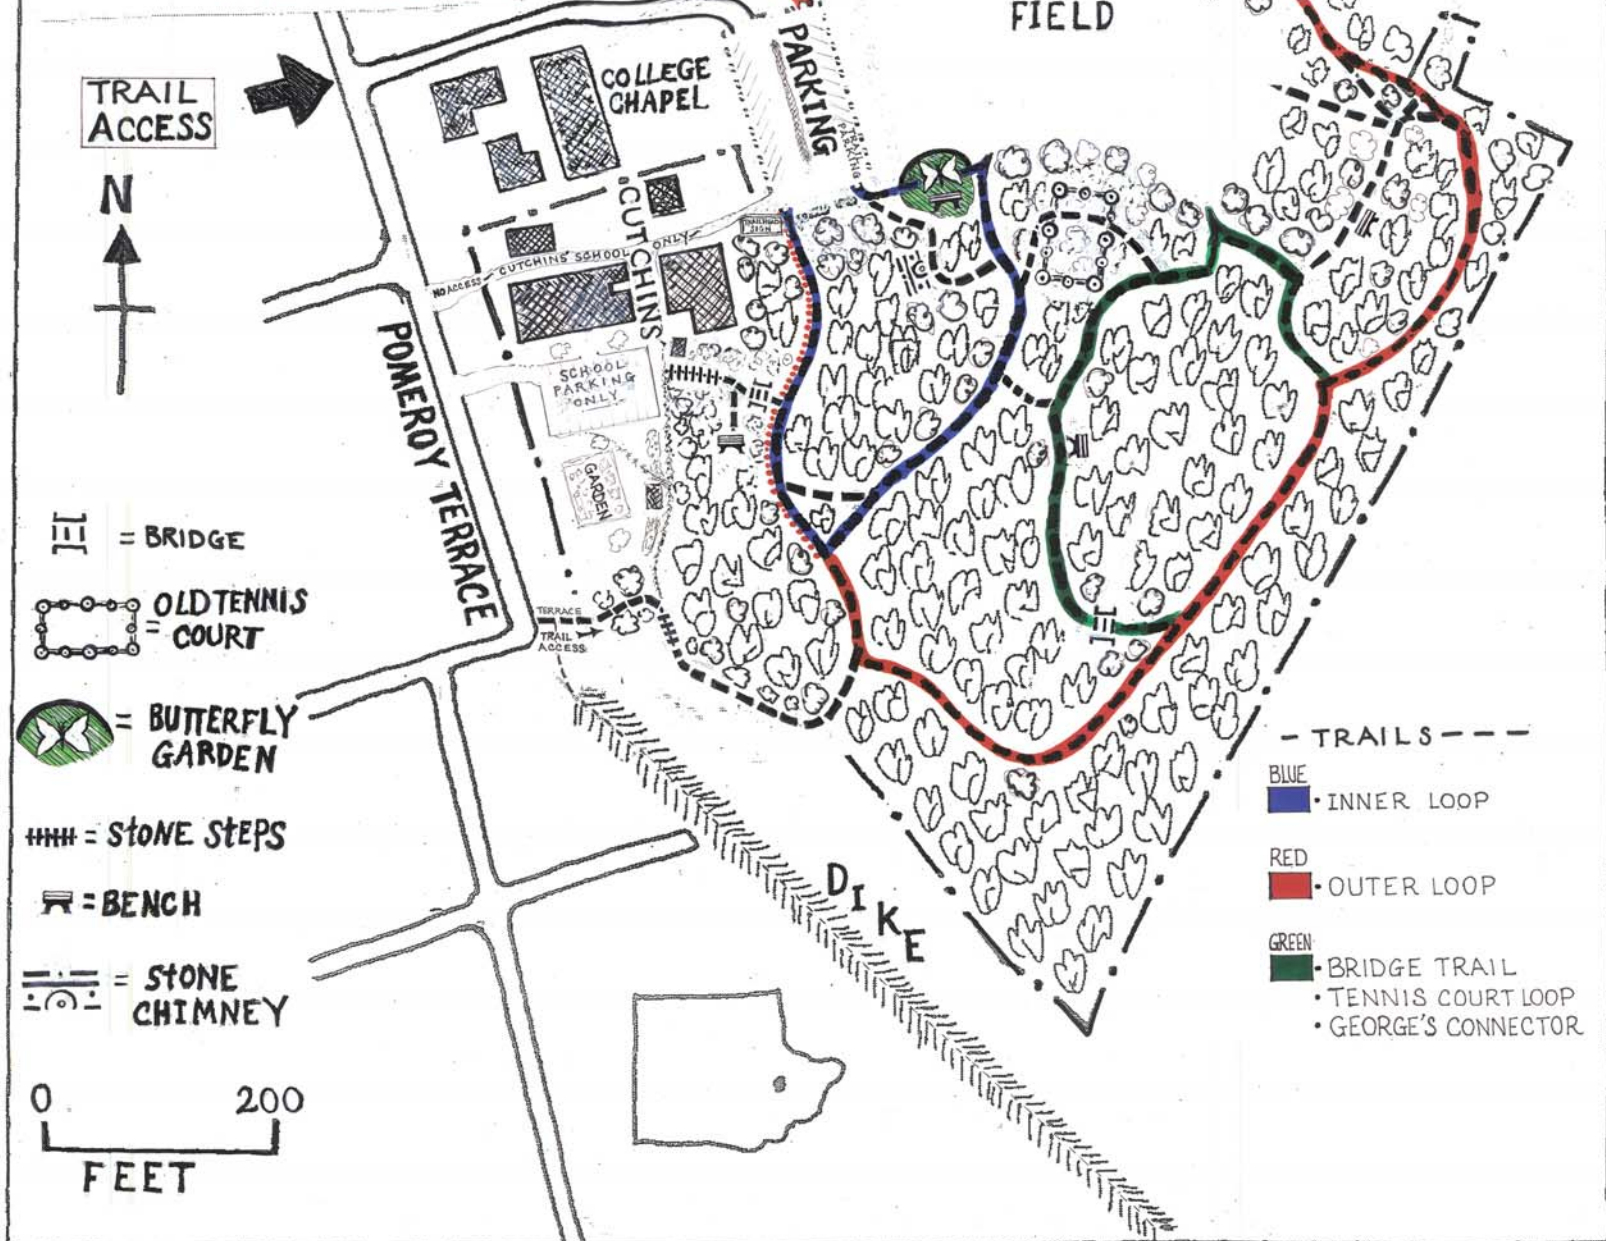 FIELD
PARKING
TRAIL
PARKING
COLLEGE
CHAPEL
TRAIL
ACCESS
N
CUTCHINS
TRAILHEAD
SIGN
NO ACCESS - CUTCHINS' SCHOOL ONLY
SCHOOL
PARKING
ONLY
POMEROY TERRACE
GARDEN
TERRACE
TRAIL
ACCESS
= BRIDGE
= OLD TENNIS
COURT
= BUTTERFLY
GARDEN
= STONE STEPS
= BENCH
= STONE
CHIMNEY
0 200
FEET
DIKE
- TRAILS ---
BLUE
• INNER LOOP
RED
• OUTER LOOP
GREEN
• BRIDGE TRAIL
• TENNIS COURT LOOP
• GEORGE'S CONNECTOR